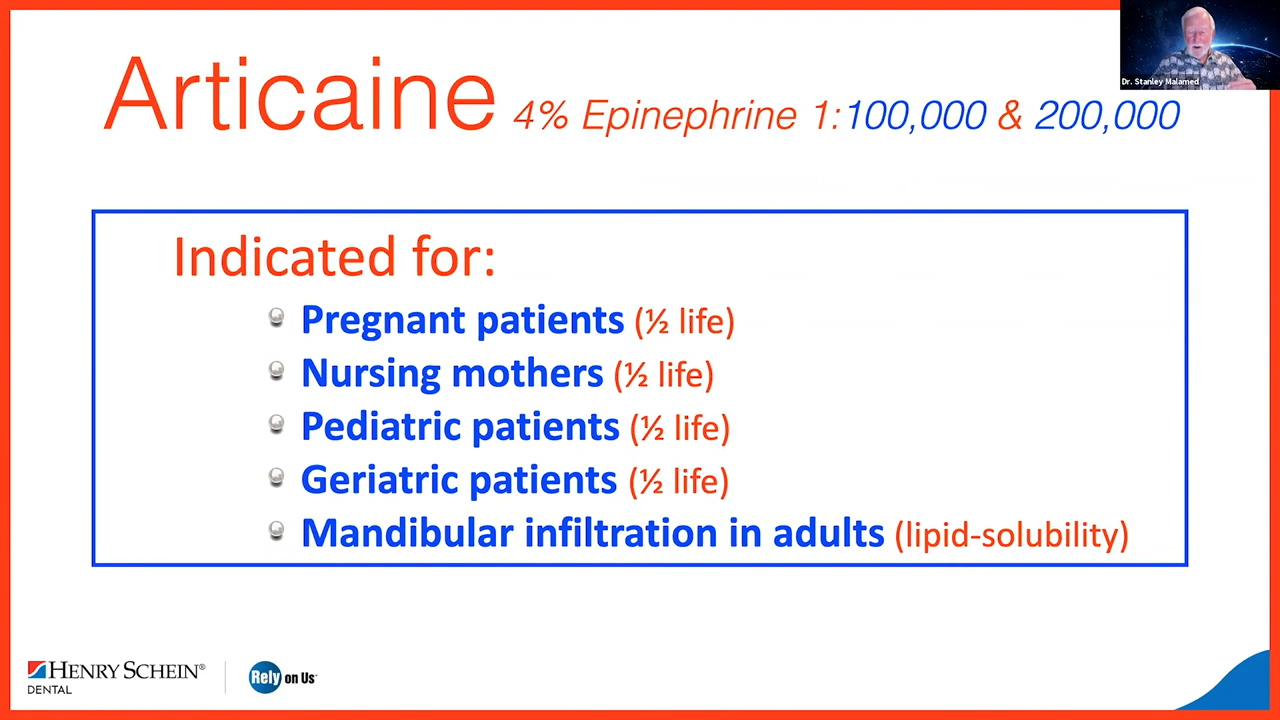 Articaine 4% Epinephrine 1:100,000 & 200,000
Dr. Stanley Malamed
Indicated for:
Pregnant patients (½ life)
Nursing mothers (½ life)
Pediatric patients (½ life)
Geriatric patients (½ life)
Mandibular infiltration in adults (lipid-solubility)
HENRY SCHEIN®
DENTAL
Rely on Us™